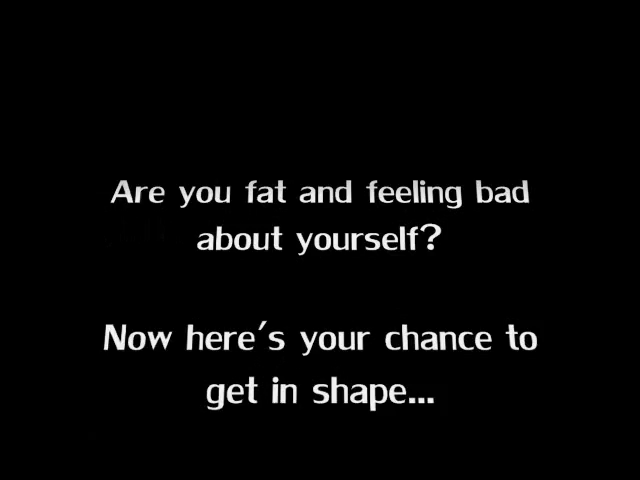 Are you fat and feeling bad
about yourself?
Now here's your chance to
get in shape...